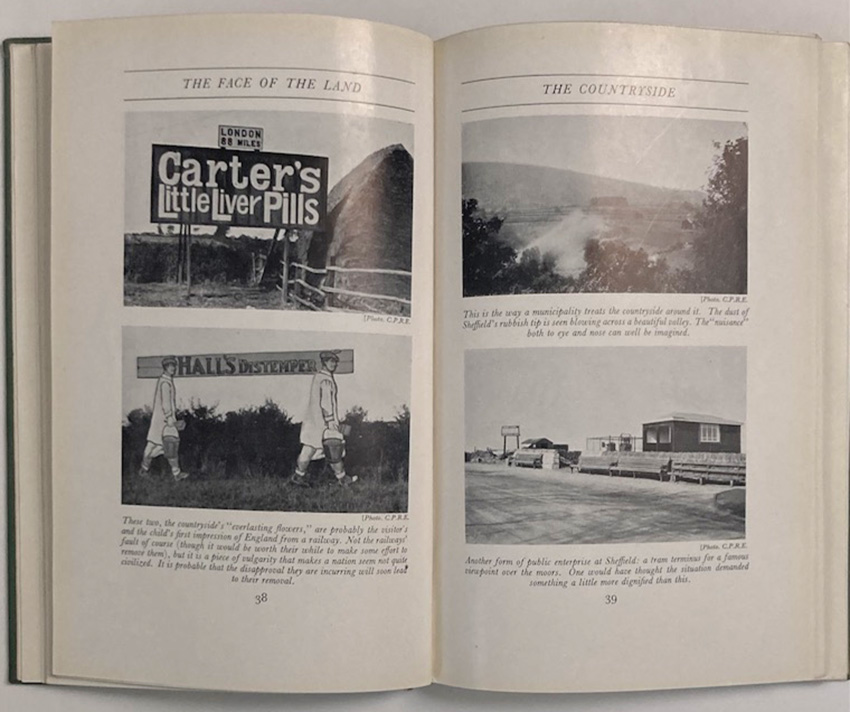 THE FACE OF THE LAND
LONDON
88 MILES
Carter's
Little Liver Pills
[Photo. C.P.R.E.
HALL'S DISTEMPER
[Photo. C.P.R.E.
These two, the countryside's "everlasting flowers," are probably the visitor's
and the child's first impression of England from a railway. Not the railways'
fault of course (though it would be worth their while to make some effort to
remove them), but it is a piece of vulgarity that makes a nation seem not quite
civilized. It is probable that the disapproval they are incurring will soon lead
to their removal.
38
THE COUNTRYSIDE
[Photo. C.P.R.E.
This is the way a municipality treats the countryside around it. The dust of
Sheffield's rubbish tip is seen blowing across a beautiful valley. The "nuisance"
both to eye and nose can well be imagined.
[Photo. C.P.R.E.
Another form of public enterprise at Sheffield: a tram terminus for a famous
viewpoint over the moors. One would have thought the situation demanded
something a little more dignified than this.
39